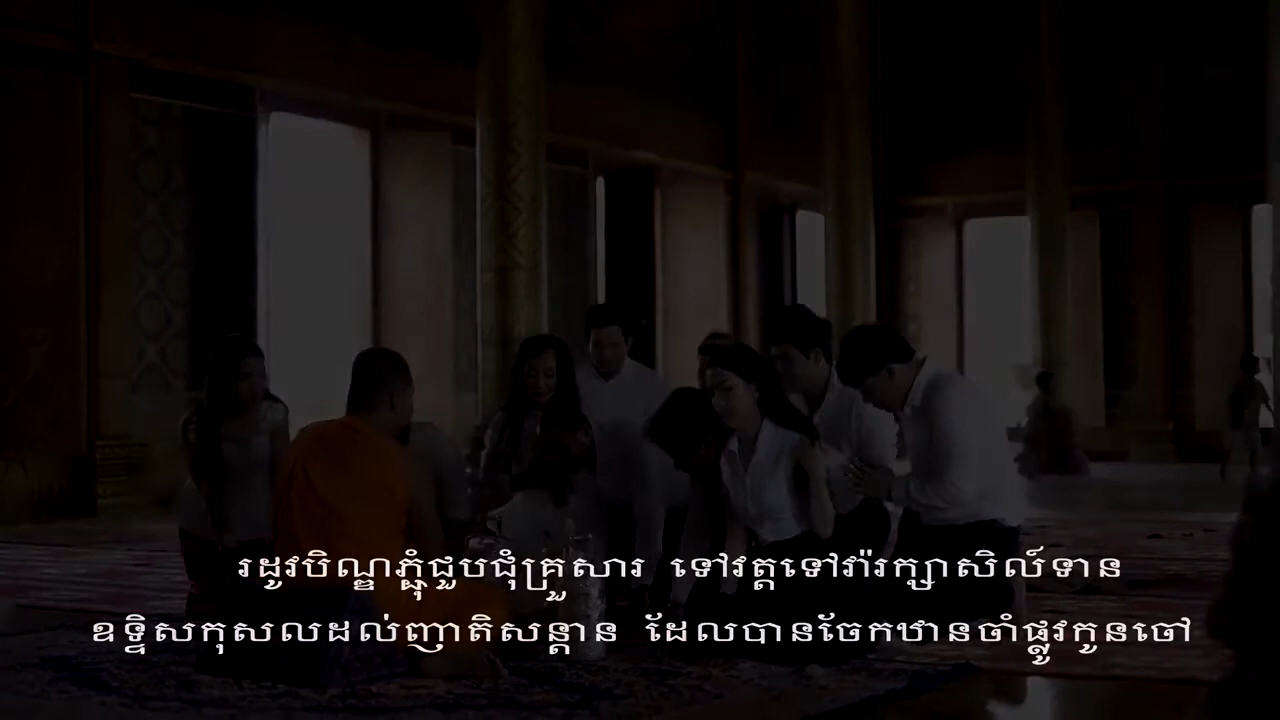 រដូវបិណ្ឌភ្ជុំជួបជុំគ្រួសារ ទៅវត្តទៅវ៉ារក្សាសិល៍ទាន
ឧទ្ទិសកុសលដល់ញាតិសន្តាន ដែលបានចែកឋានចាំផ្លូវកូនចៅ